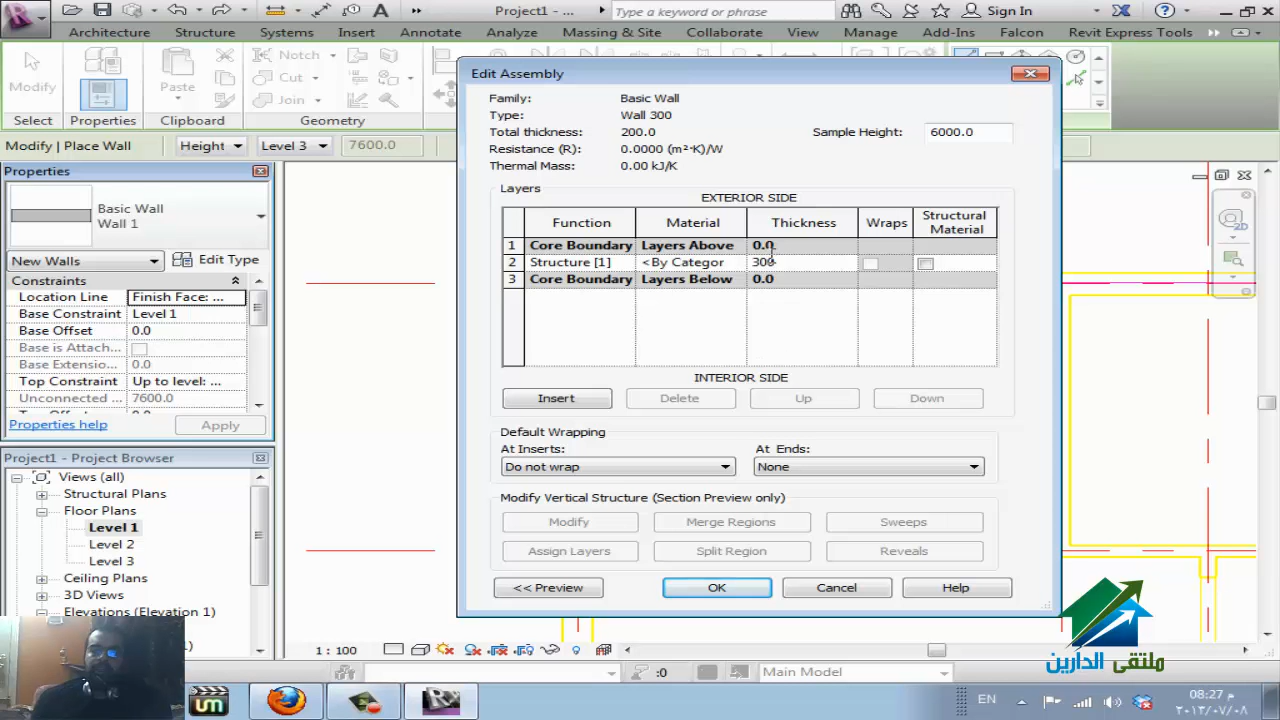 Project1 - ...
Type a keyword or phrase
Sign In
Architecture Structure Systems Insert Annotate Analyze Massing & Site Collaborate View Manage Add-Ins Falcon Revit Express Tools
Modify
Paste
Notch
Cut
Join
Select Properties Clipboard Geometry
Modify | Place Wall Height Level 3 7600.0
Properties
Basic Wall
Wall 1
New Walls Edit Type
Constraints
Location Line Finish Face: ...
Base Constraint Level 1
Base Offset 0.0
Base is Attach...
Base Extensio... 0.0
Top Constraint Up to level: ...
Unconnected ... 7600.0
Properties help Apply
Project1 - Project Browser
Views (all)
Structural Plans
Floor Plans
Level 1
Level 2
Level 3
Ceiling Plans
3D Views
Elevations (Elevation 1)
Edit Assembly
Family: Basic Wall
Type: Wall 300
Total thickness: 200.0 Sample Height: 6000.0
Resistance (R): 0.0000 (m²·K)/W
Thermal Mass: 0.00 kJ/K
Layers
EXTERIOR SIDE
Function Material Thickness Wraps Structural Material
1 Core Boundary Layers Above 0.0
2 Structure [1] <By Categor 300
3 Core Boundary Layers Below 0.0
INTERIOR SIDE
Insert Delete Up Down
Default Wrapping
At Inserts: At Ends:
Do not wrap None
Modify Vertical Structure (Section Preview only)
Modify Merge Regions Sweeps
Assign Layers Split Region Reveals
<< Preview OK Cancel Help
1 : 100
:0 Main Model
ملتقى الدارين
um
EN
08:27 م
٢٠١٣/٠٧/٠٨